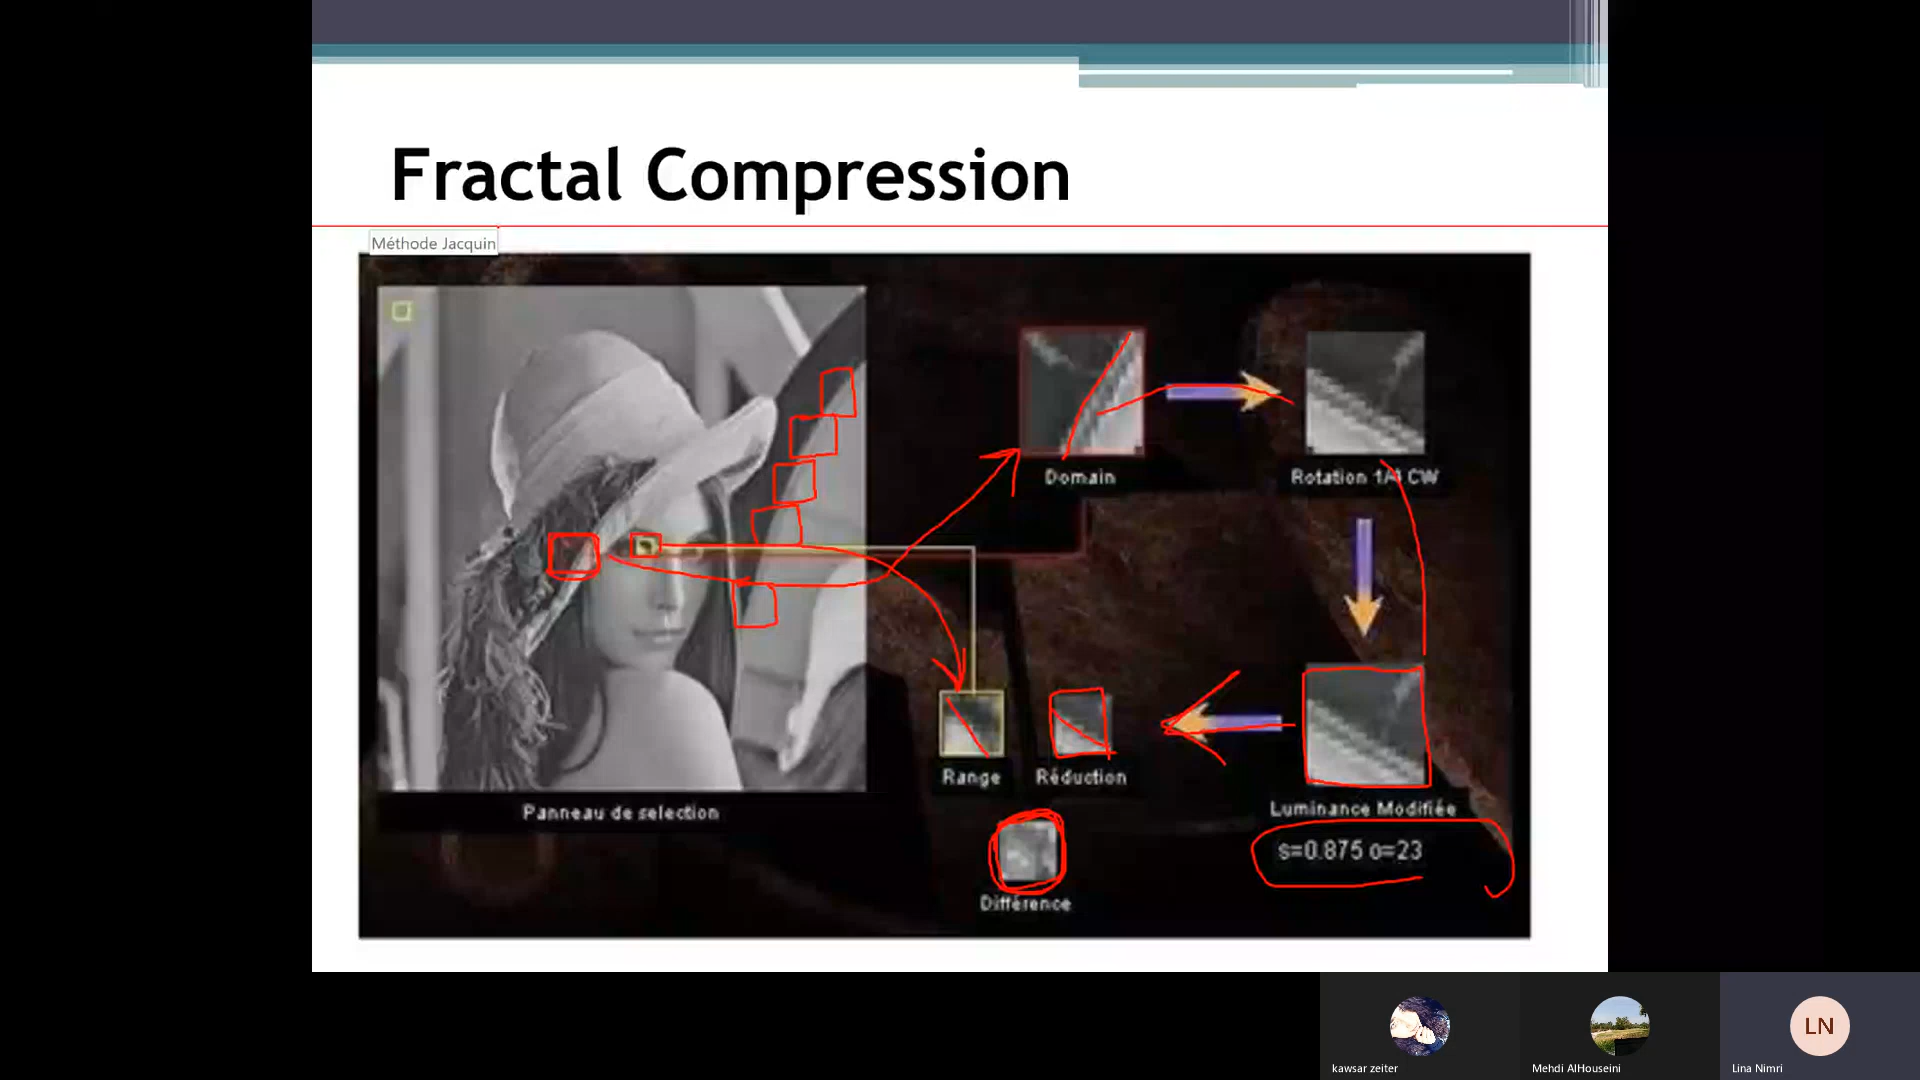 Fractal Compression
Méthode Jacquin
Domain
Rotation 1/4 CW
Range
Réduction
Luminance Modifiée
Panneau de selection
s=0.875 o=23
Différence
LN
kawsar zeiter
Mehdi AlHouseini
Lina Nimri